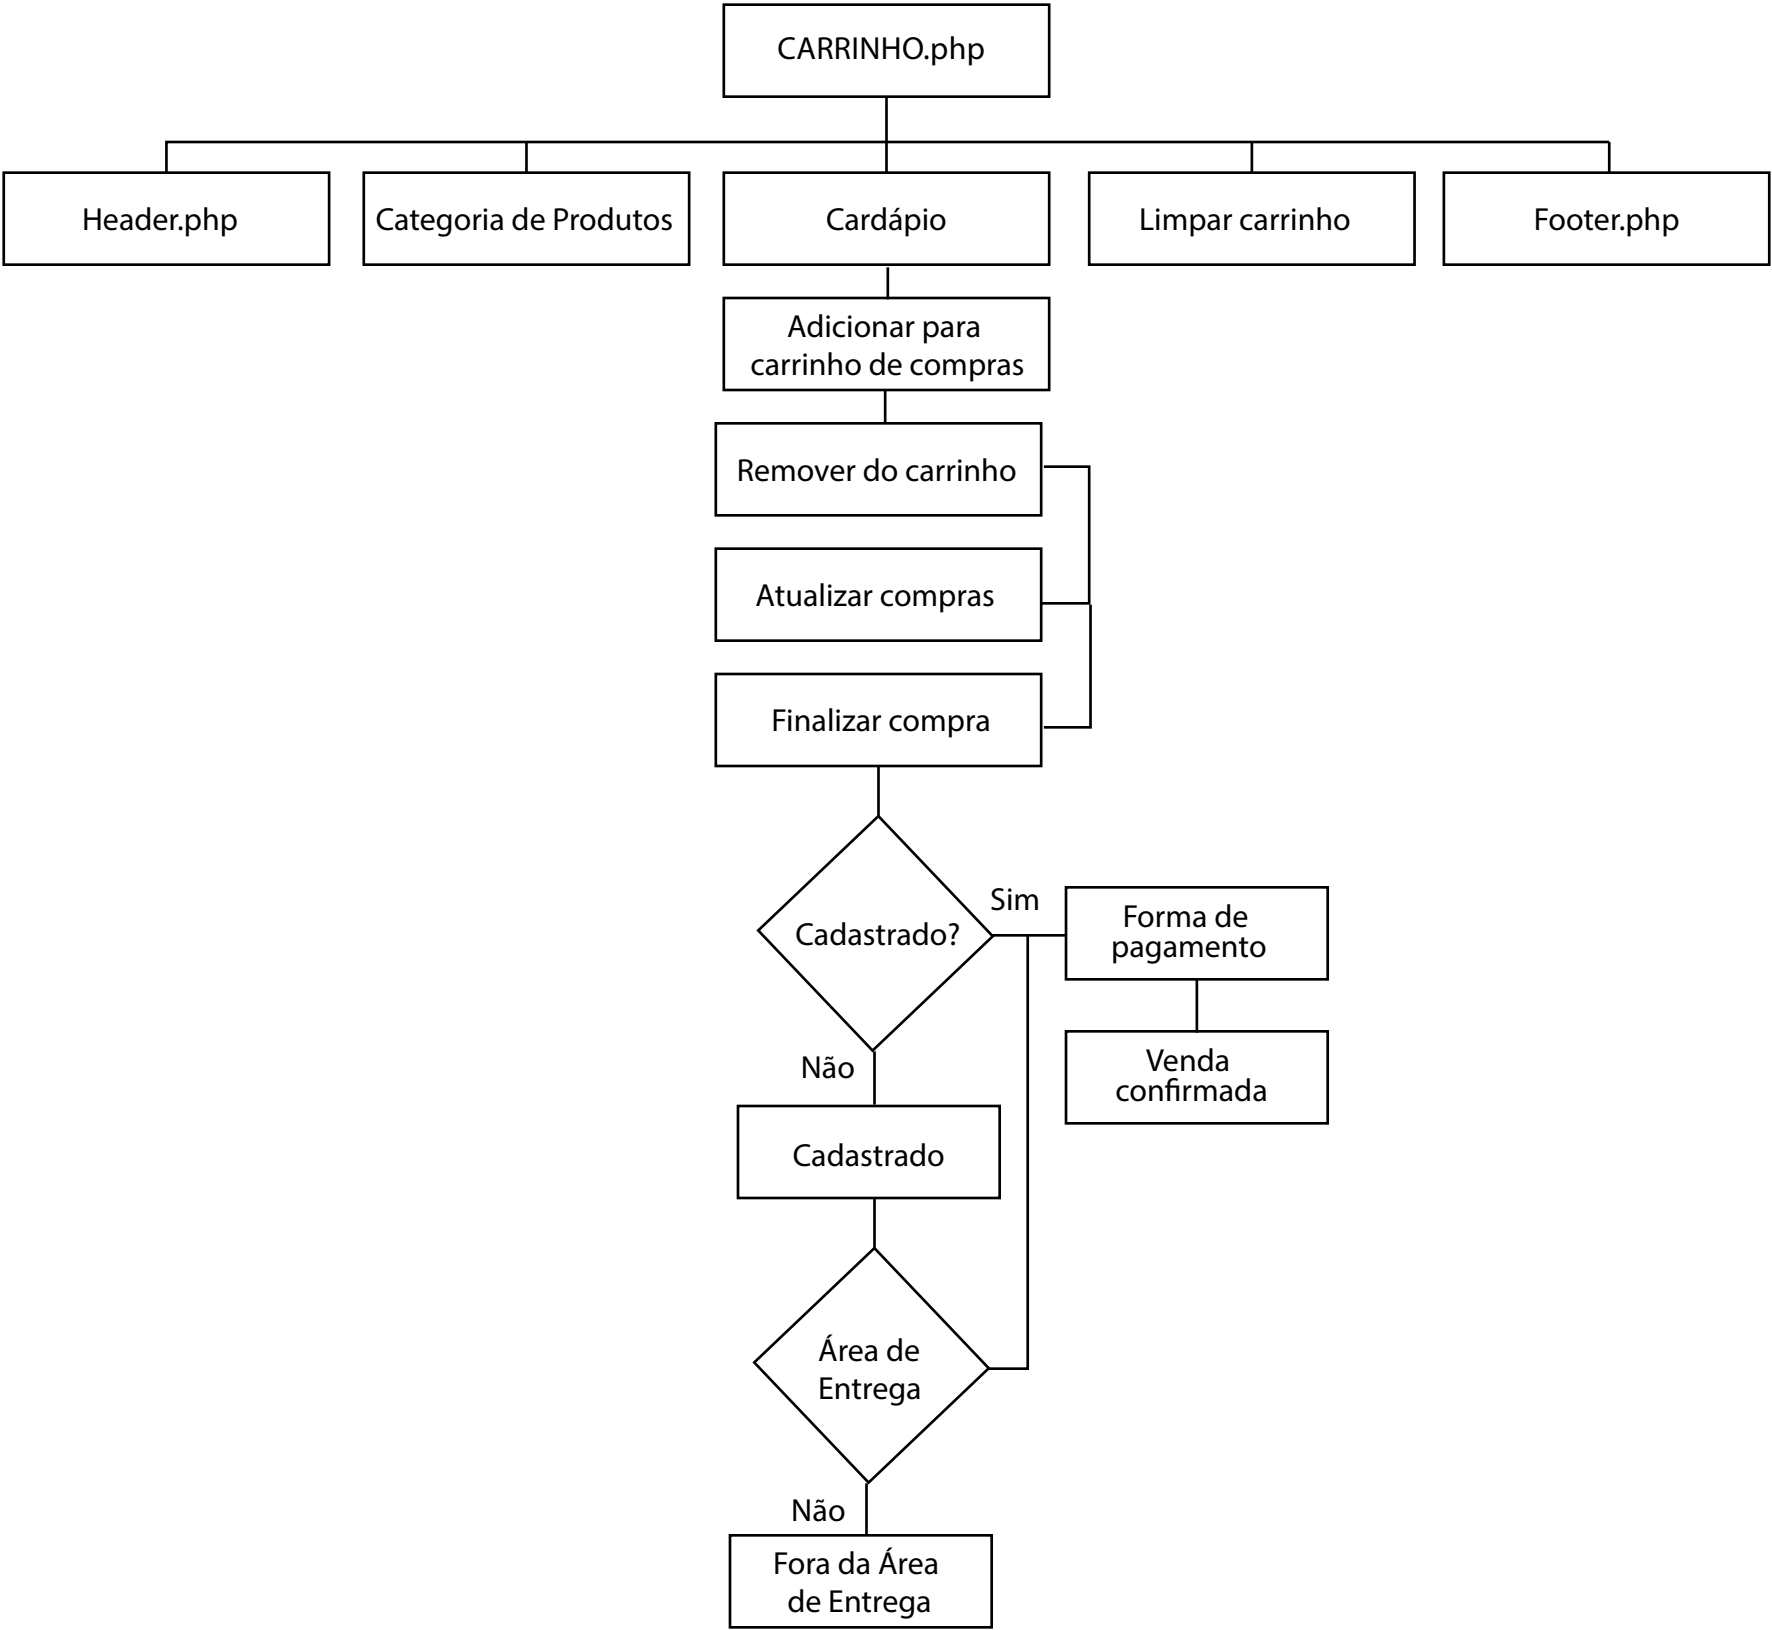 CARRINHO.php
Header.php
Categoria de Produtos
Cardápio
Limpar carrinho
Footer.php
Adicionar para
carrinho de compras
Remover do carrinho
Atualizar compras
Finalizar compra
Cadastrado?
Sim
Forma de
pagamento
Venda
confirmada
Não
Cadastrado
Área de
Entrega
Não
Fora da Área
de Entrega